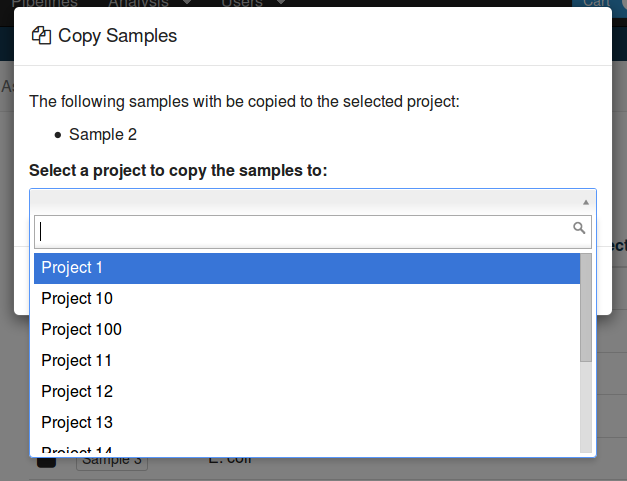 Pipelines Analysis Users Cart
Copy Samples
The following samples with be copied to the selected project:
Sample 2
Select a project to copy the samples to:
Project 1
Project 10
Project 100
Project 11
Project 12
Project 13
Project 14
Sample 3 E. coli